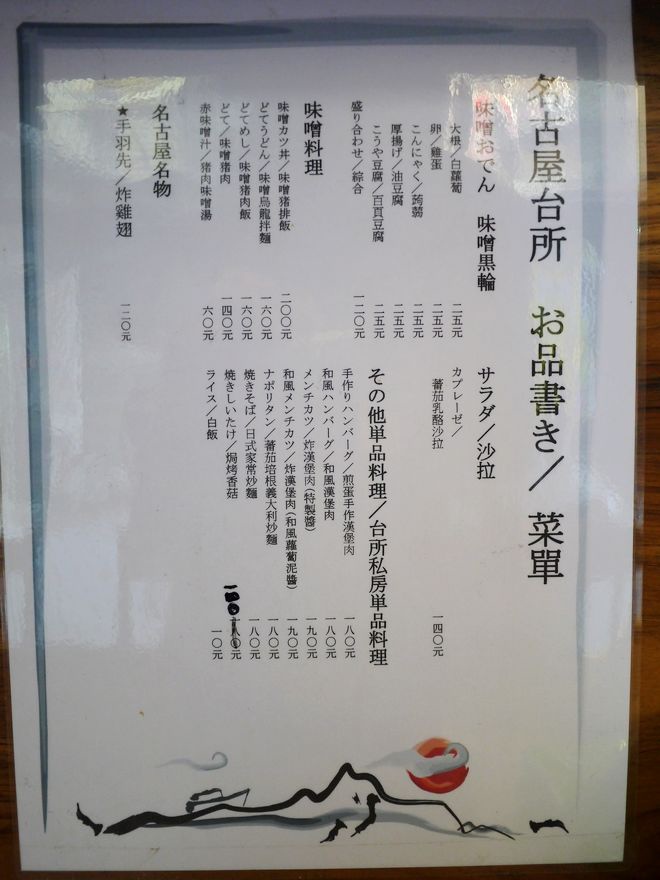 名古屋台所　お品書き／菜單
味噌おでん　味噌黒輪
大根／白蘿蔔　二五元
卵／雞蛋　二五元
こんにゃく／蒟蒻　二五元
厚揚げ／油豆腐　二五元
こうや豆腐／百頁豆腐　二五元
盛り合わせ／綜合　一二〇元
味噌料理
味噌カツ丼／味噌豬排飯　二〇〇元
どてうどん／味噌烏龍拌麵　一六〇元
どてめし／味噌豬肉飯　一六〇元
どて／味噌豬肉　一四〇元
赤味噌汁／豬肉味噌湯　六〇元
名古屋名物
★手羽先／炸雞翅　一二〇元
サラダ／沙拉
カプレーゼ／
蕃茄乳酪沙拉　一四〇元
その他単品料理／台所私房単品料理
手作りハンバーグ／煎蛋手作漢堡肉　一八〇元
和風ハンバーグ／和風漢堡肉　一八〇元
メンチカツ／炸漢堡肉（特製醬）　一九〇元
和風メンチカツ／炸漢堡肉（和風蘿蔔泥醬）　一九〇元
ナポリタン／蕃茄培根義大利炒麵　一八〇元
焼きそば／日式家常炒麵　一八〇元
焼きしいたけ／焗烤香菇
ライス／白飯　一〇元